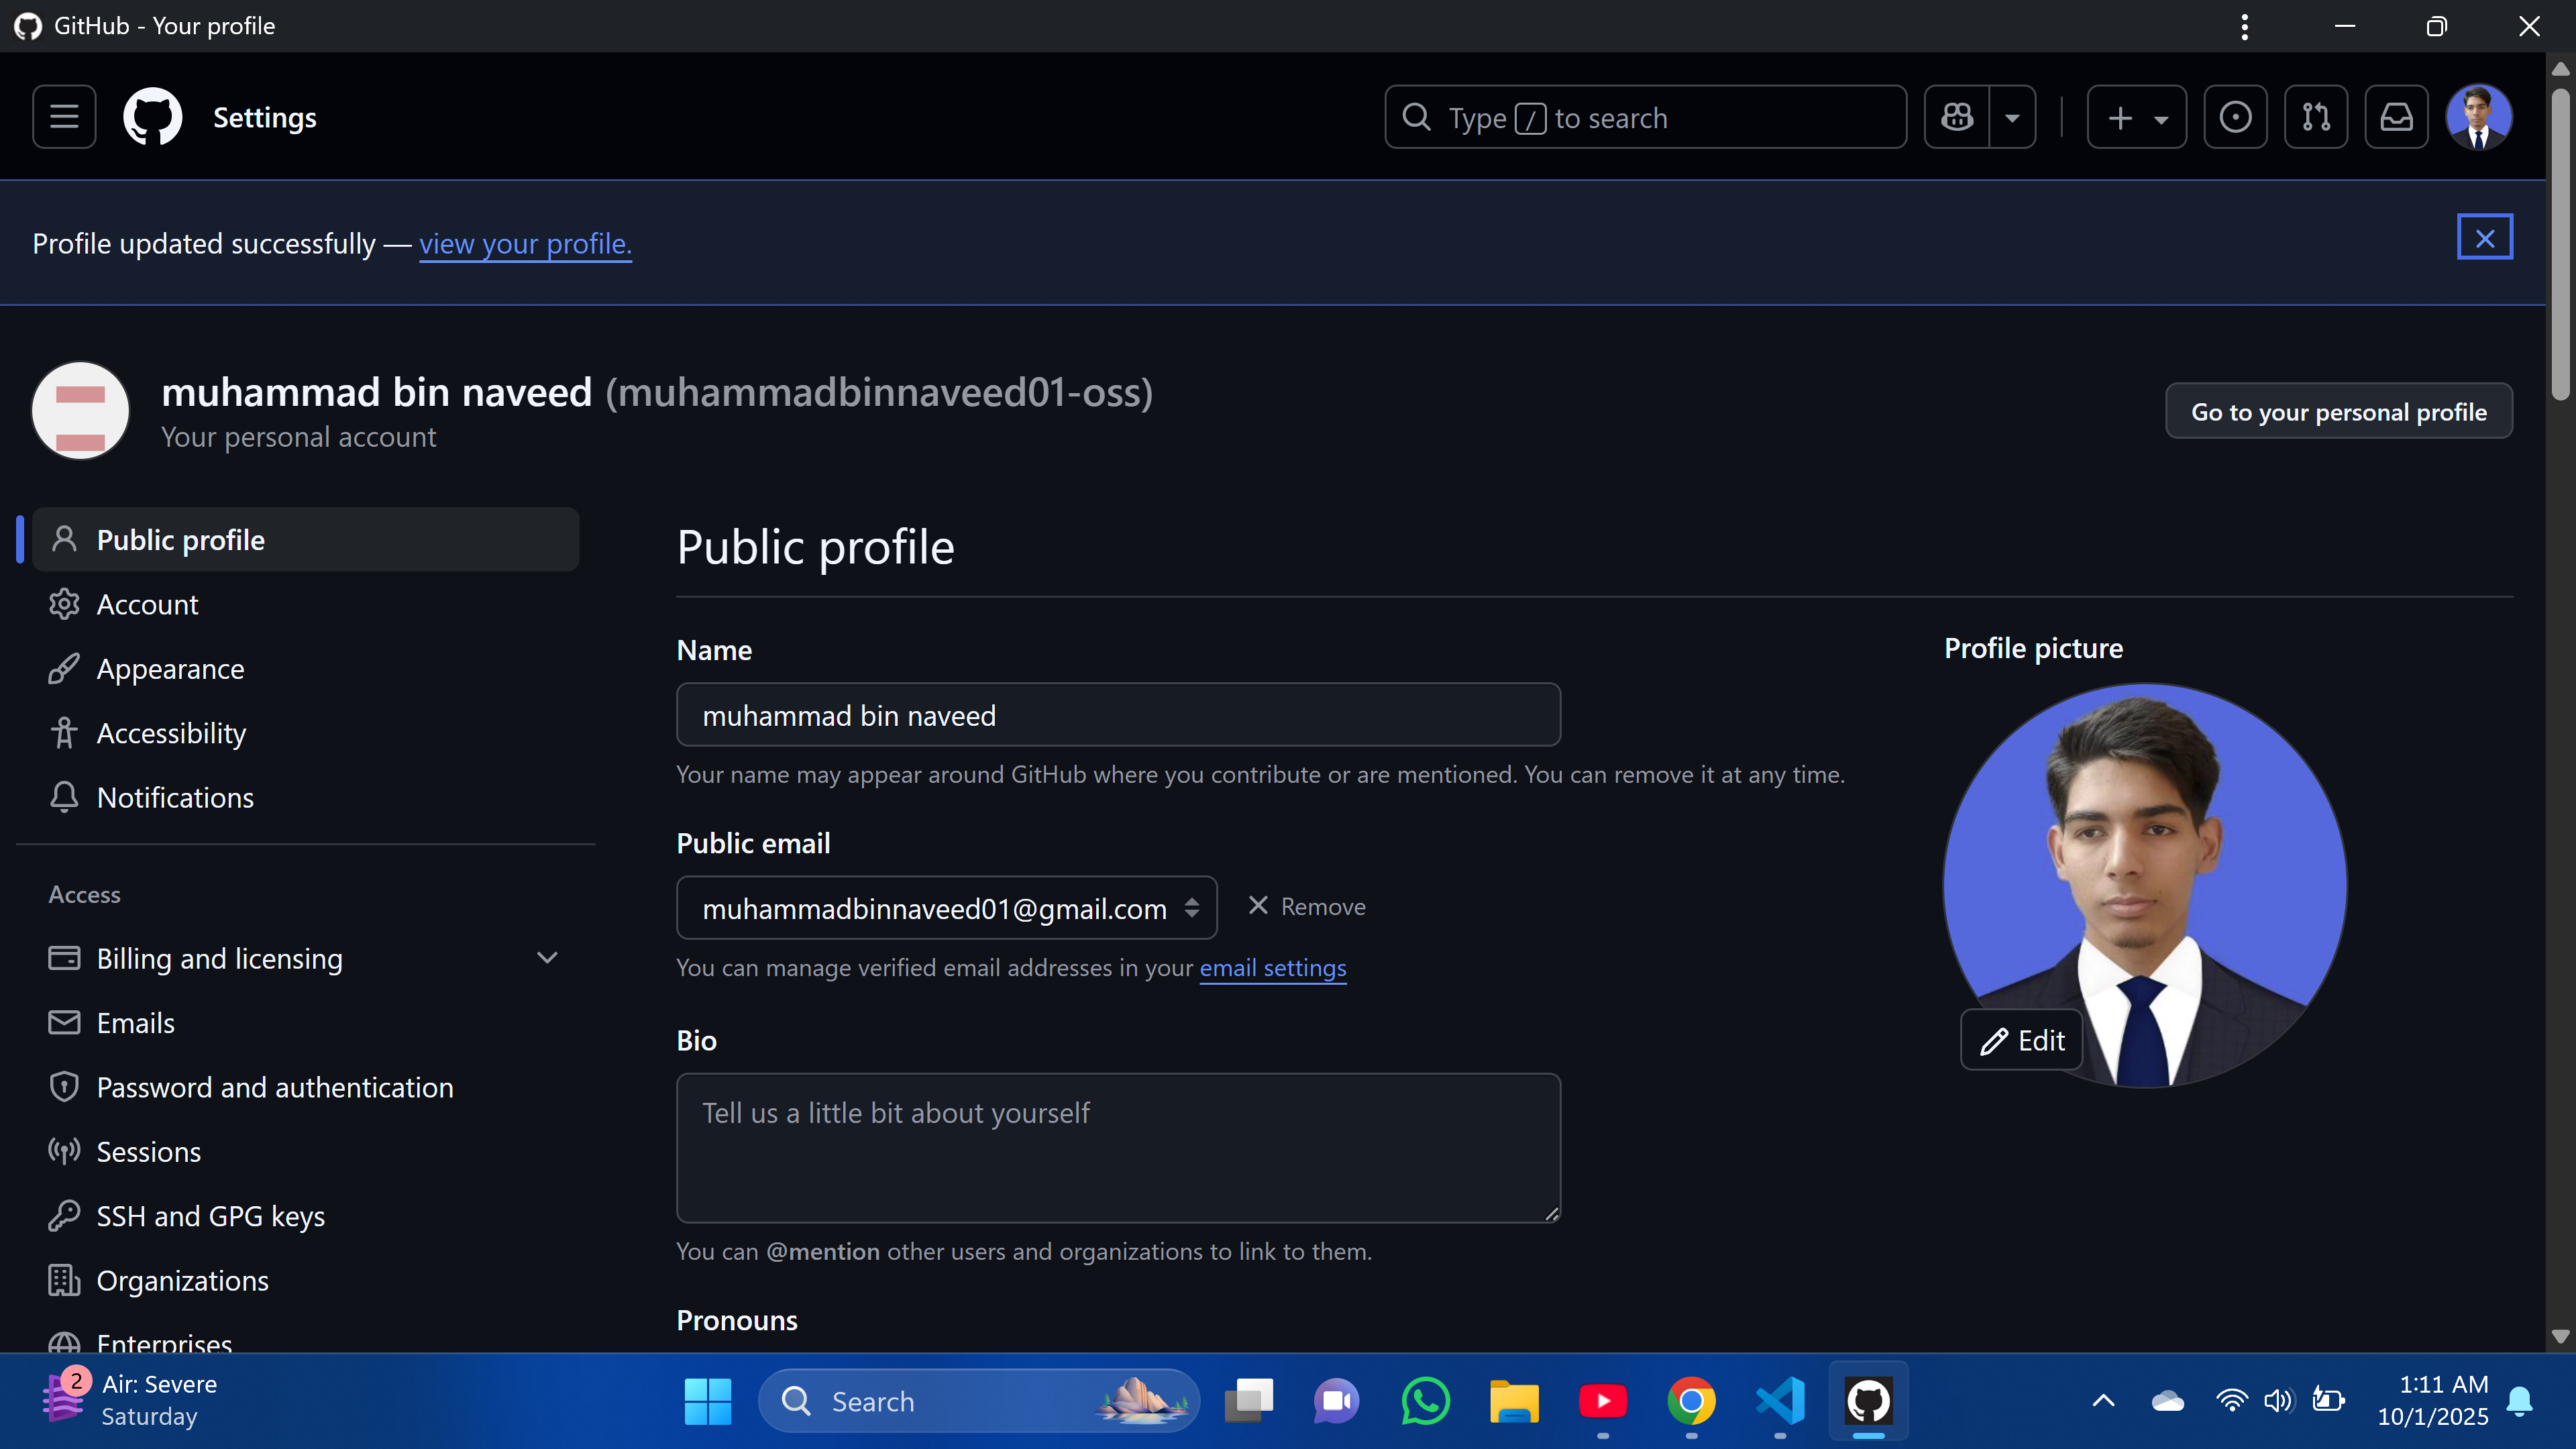 GitHub - Your profile
Settings
Type / to search
Profile updated successfully — view your profile.
muhammad bin naveed (muhammadbinnaveed01-oss)
Your personal account
Go to your personal profile
Public profile
Account
Appearance
Accessibility
Notifications
Access
Billing and licensing
Emails
Password and authentication
Sessions
SSH and GPG keys
Organizations
Enterprises
Public profile
Name
muhammad bin naveed
Your name may appear around GitHub where you contribute or are mentioned. You can remove it at any time.
Public email
muhammadbinnaveed01@gmail.com
Remove
You can manage verified email addresses in your email settings
Bio
Tell us a little bit about yourself
You can @mention other users and organizations to link to them.
Pronouns
Profile picture
Edit
2
Air: Severe
Saturday
Search
1:11 AM
10/1/2025